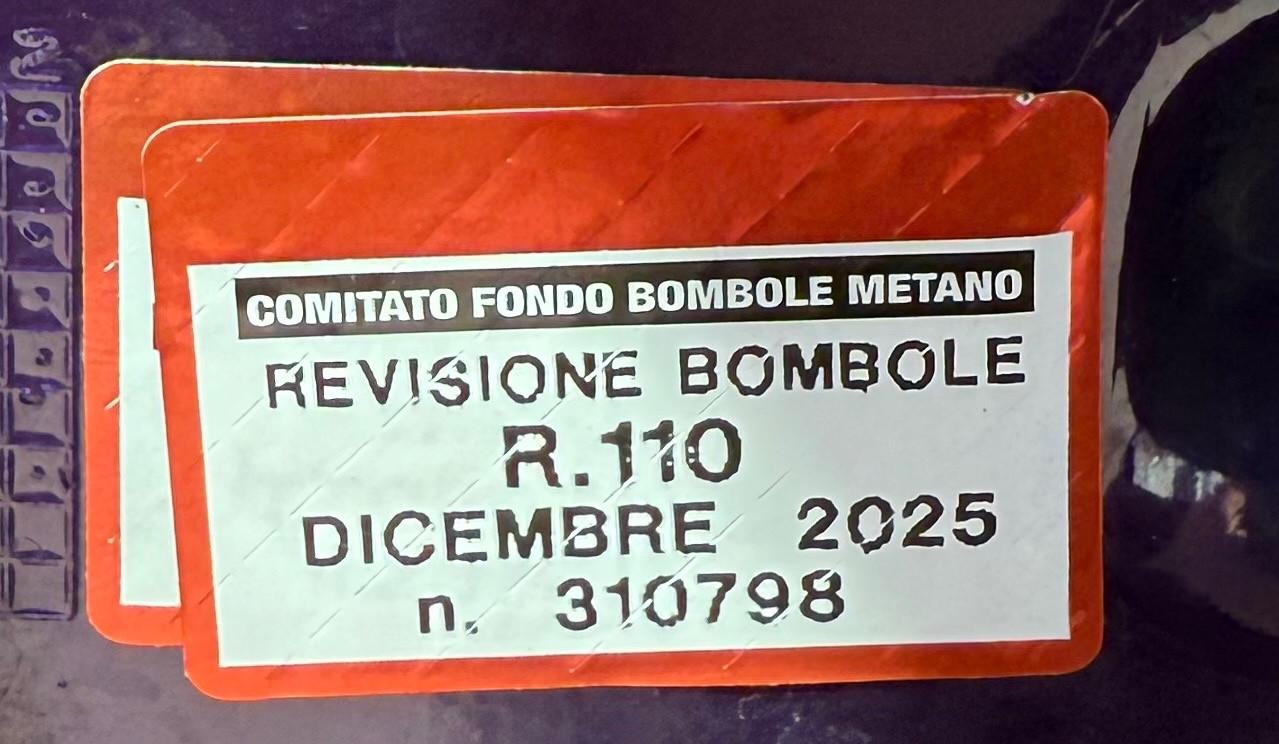 COMITATO FONDO BOMBOLE METANO
REVISIONE BOMBOLE
R.110
DICEMBRE 2025
n. 310798